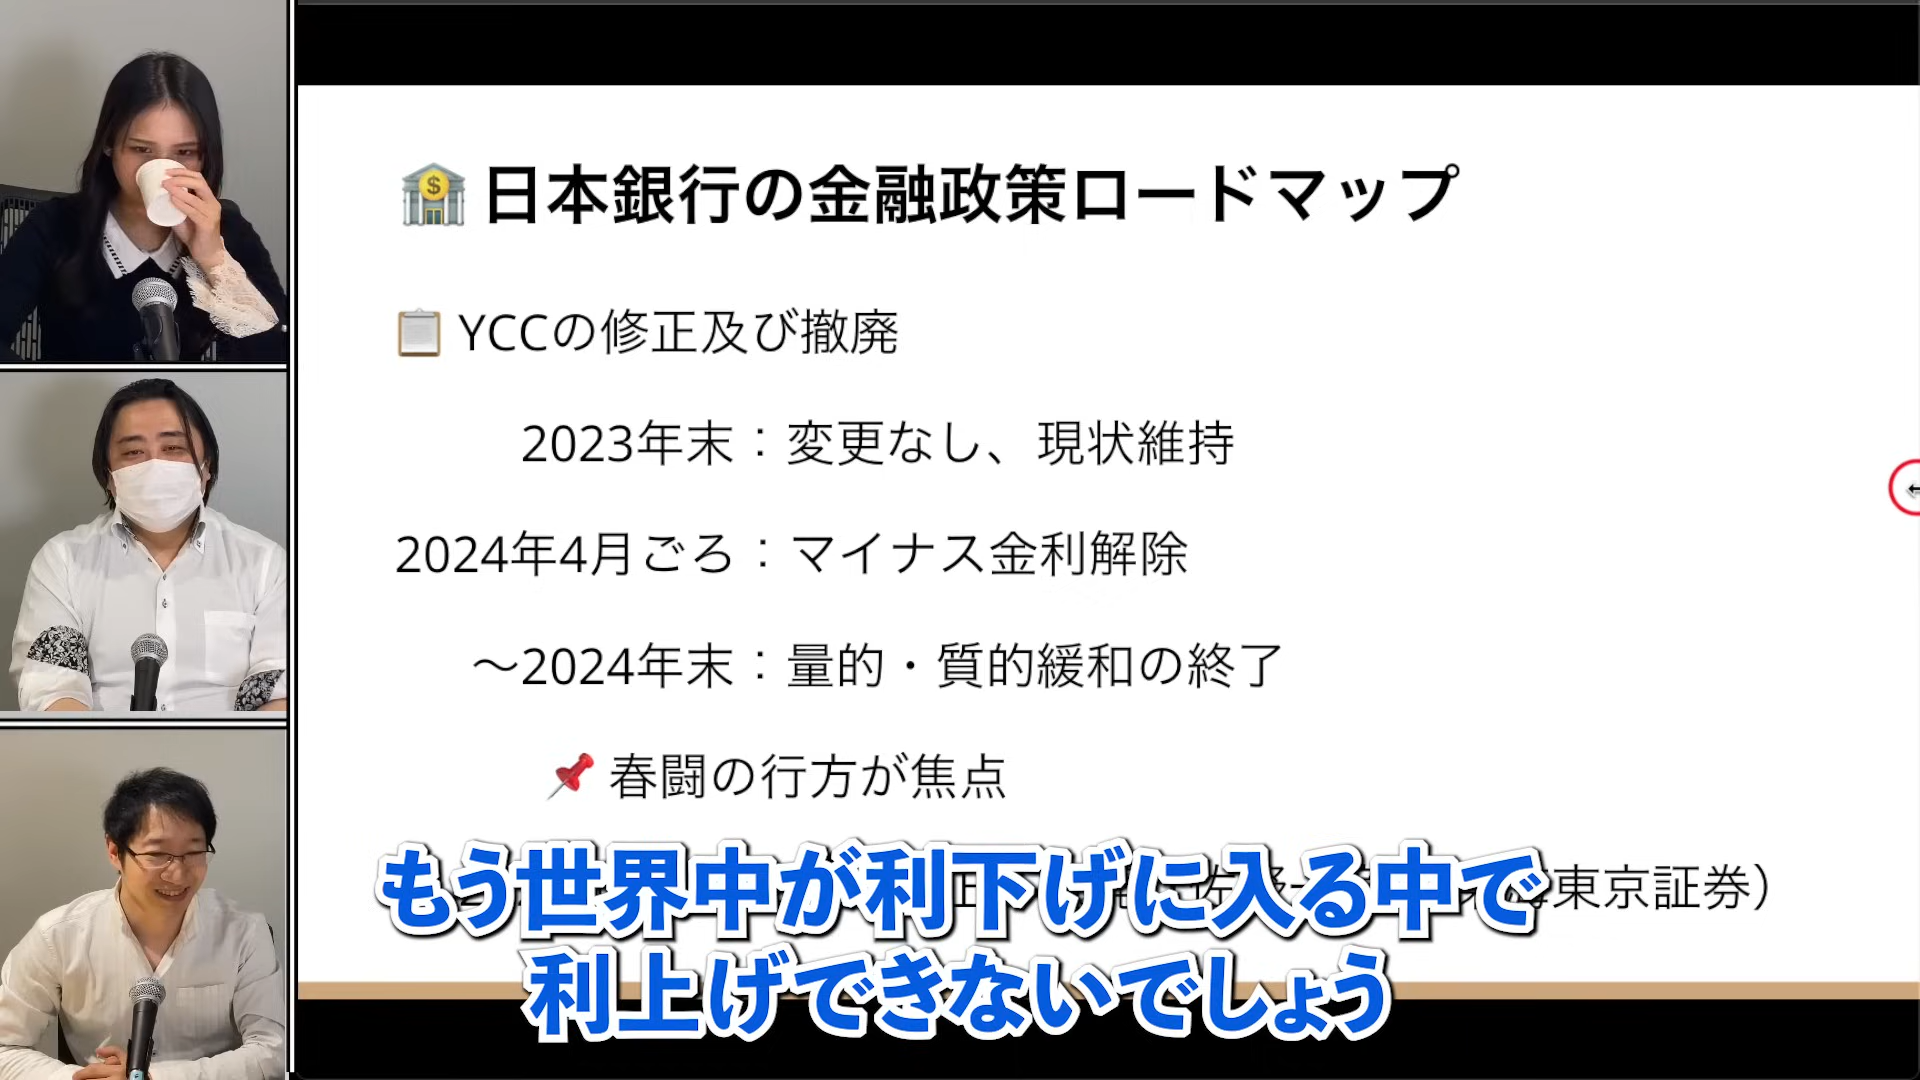 日本銀行の金融政策ロードマップ
YCCの修正及び撤廃
2023年末：変更なし、現状維持
2024年4月ごろ：マイナス金利解除
〜2024年末：量的・質的緩和の終了
春闘の行方が焦点
東京証券）
もう世界中が利下げに入る中で
利上げできないでしょう